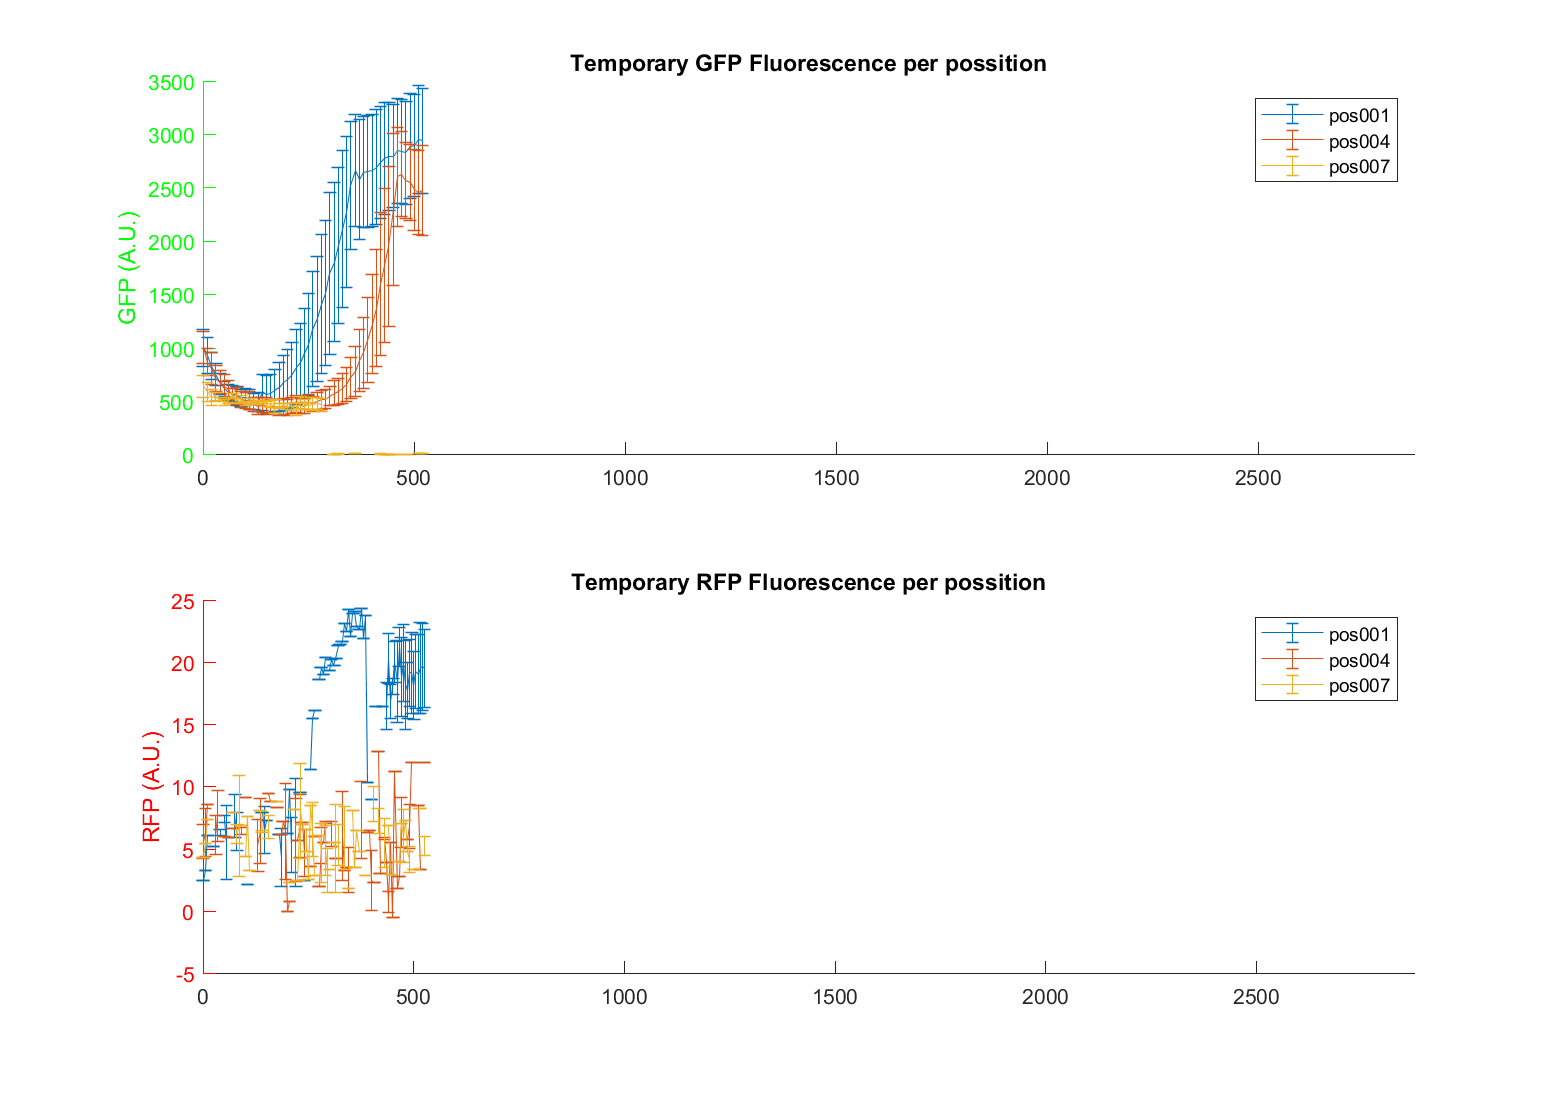 Temporary GFP Fluorescence per possition
GFP (A.U.)
3500
3000
2500
2000
1500
1000
500
0
0 500 1000 1500 2000 2500
pos001
pos004
pos007
Temporary RFP Fluorescence per possition
RFP (A.U.)
25
20
15
10
5
0
-5
0 500 1000 1500 2000 2500
pos001
pos004
pos007